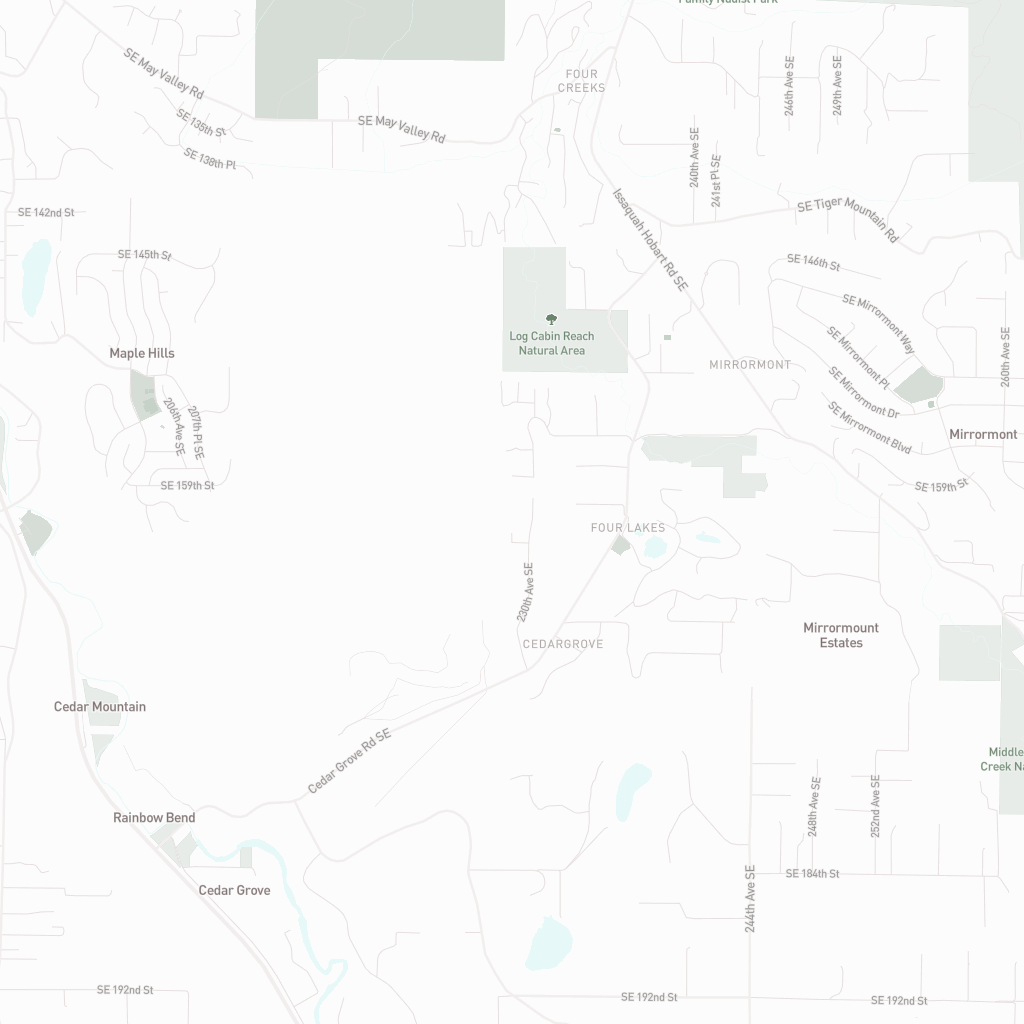 Family Nudist Park
SE May Valley Rd
FOUR
CREEKS
246th Ave SE
249th Ave SE
SE 135th St
SE May Valley Rd
SE 138th Pl
240th Ave SE
241st Pl SE
SE 142nd St
Issaquah Hobart Rd SE
SE Tiger Mountain Rd
SE 145th St
SE 146th St
SE Mirrormont Way
Log Cabin Reach
Natural Area
Maple Hills
MIRRORMONT
SE Mirrormont Pl
260th Ave SE
SE Mirrormont Dr
206th Ave SE
207th Pl SE
SE Mirrormont Blvd
Mirrormont
SE 159th St
SE 159th St
FOUR LAKES
230th Ave SE
CEDARGROVE
Mirrormount
Estates
Cedar Mountain
Cedar Grove Rd SE
Middle
Creek Na
248th Ave SE
252nd Ave SE
Rainbow Bend
SE 184th St
Cedar Grove
244th Ave SE
SE 192nd St
SE 192nd St
SE 192nd St